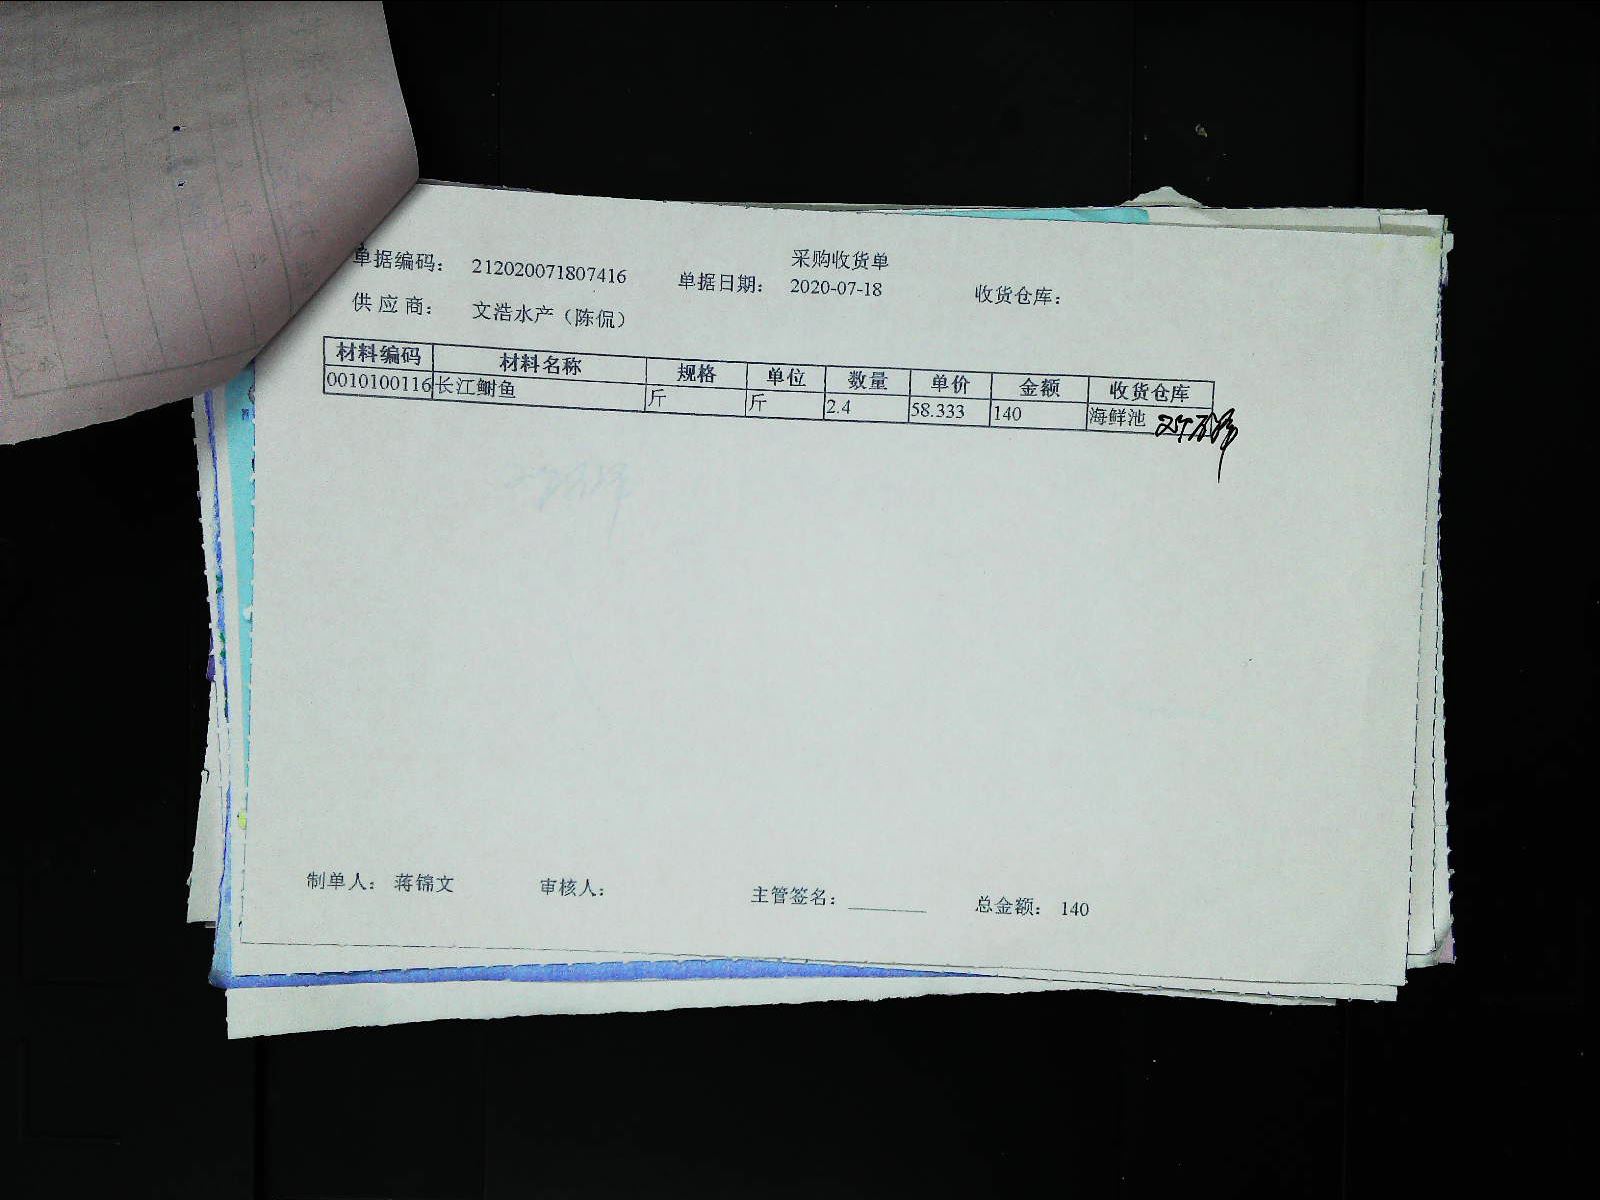 采购收货单
单据编码: 212020071807416 单据日期: 2020-07-18 收货仓库:
供应商: 文浩水产（陈侃）
材料编码 材料名称 规格 单位 数量 单价 金额 收货仓库
0010100116 长江鲥鱼 斤 斤 2.4 58.333 140 海鲜池
制单人: 蒋锦文 审核人: 主管签名: 总金额: 140